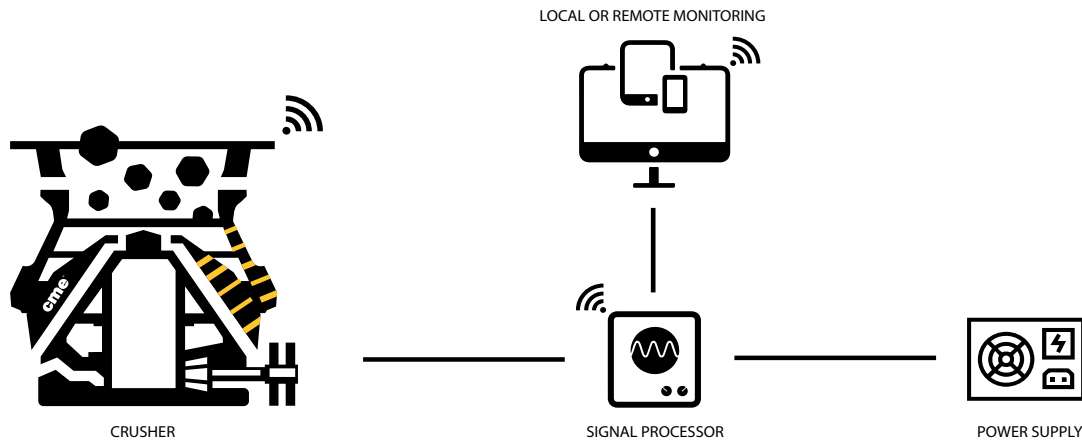 LOCAL OR REMOTE MONITORING
cme
CRUSHER
SIGNAL PROCESSOR
POWER SUPPLY